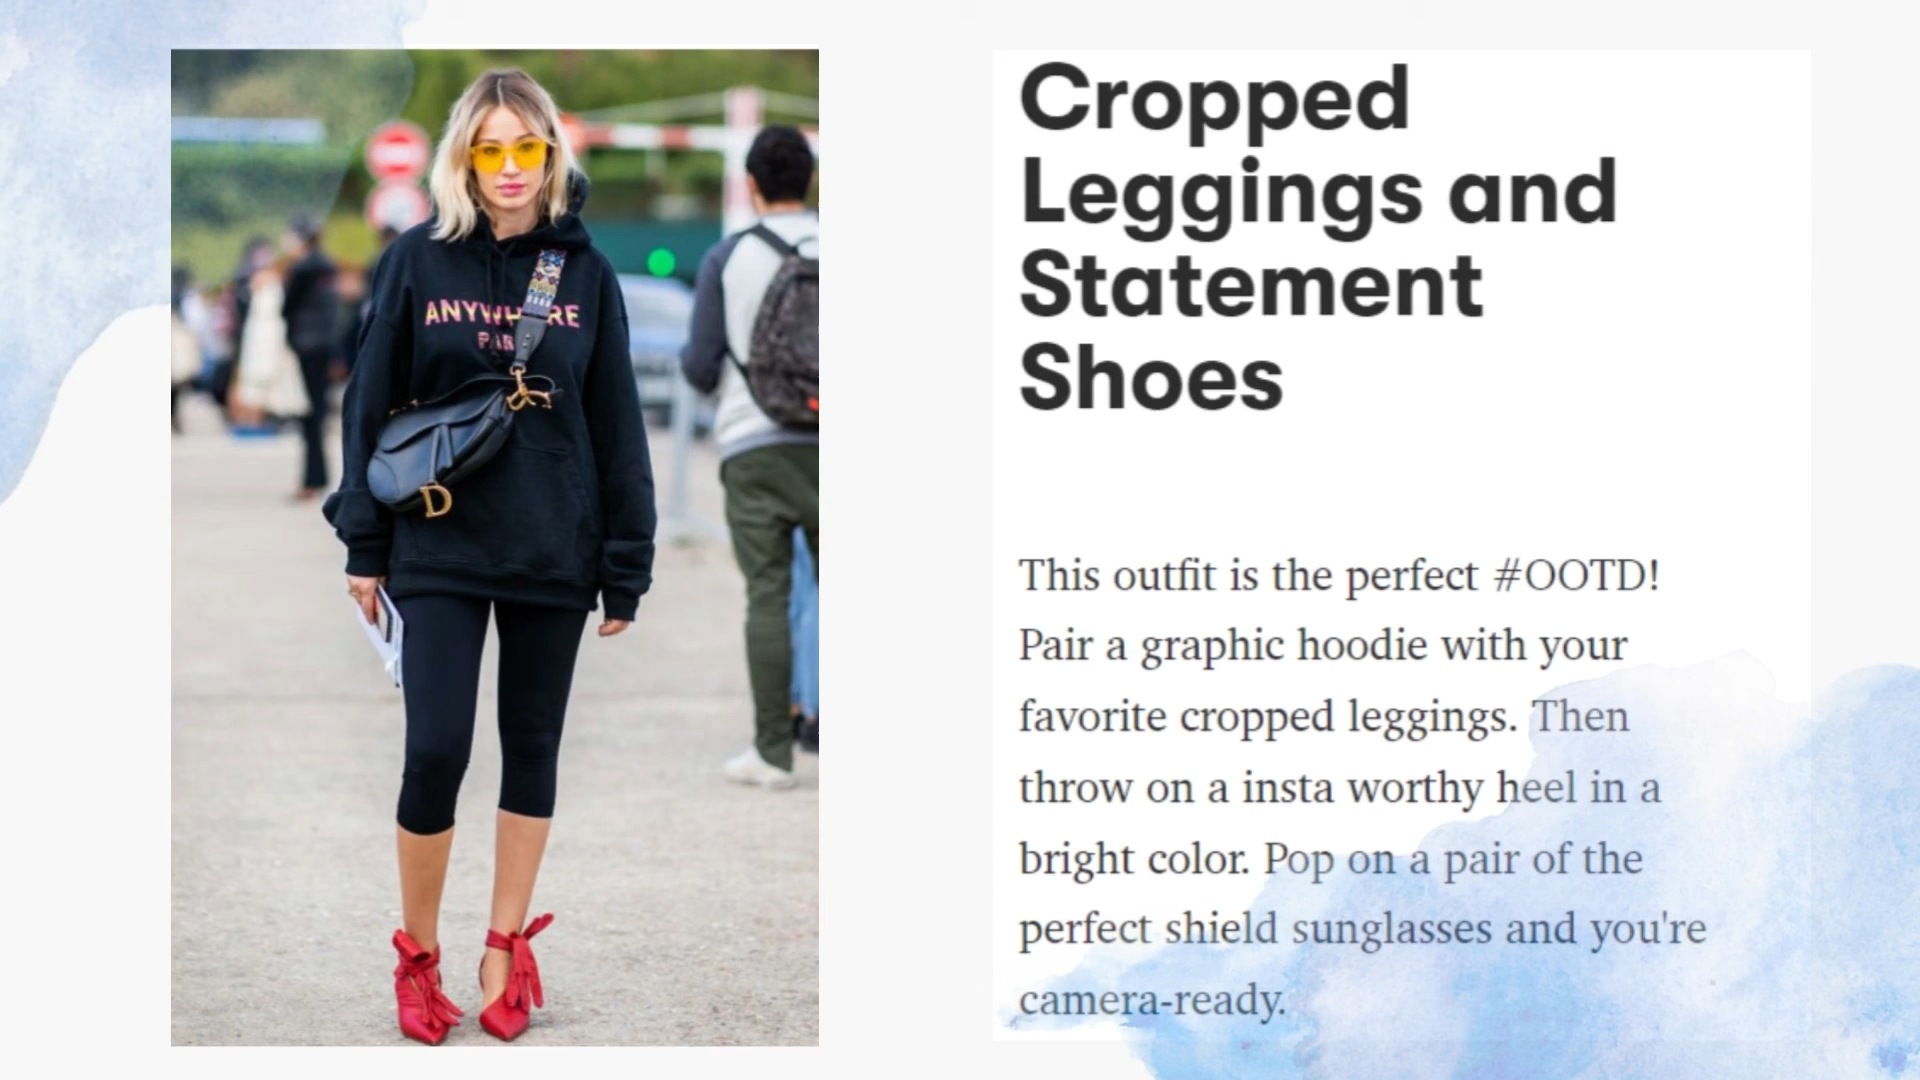 Cropped
Leggings and
Statement
Shoes
This outfit is the perfect #OOTD!
Pair a graphic hoodie with your
favorite cropped leggings. Then
throw on a insta worthy heel in a
bright color. Pop on a pair of the
perfect shield sunglasses and you're
camera-ready.
D